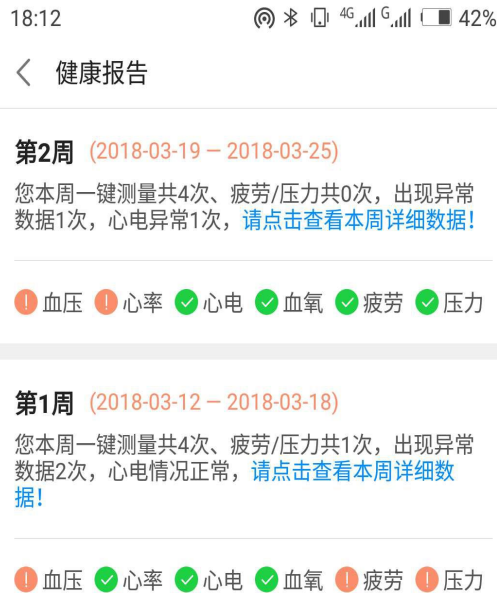 18:12 4G G 42%
健康报告
第2周 (2018-03-19 — 2018-03-25)
您本周一键测量共4次、疲劳/压力共0次，出现异常
数据1次，心电异常1次，请点击查看本周详细数据！
血压 心率 心电 血氧 疲劳 压力
第1周 (2018-03-12 — 2018-03-18)
您本周一键测量共4次、疲劳/压力共1次，出现异常
数据2次，心电情况正常，请点击查看本周详细数
据！
血压 心率 心电 血氧 疲劳 压力